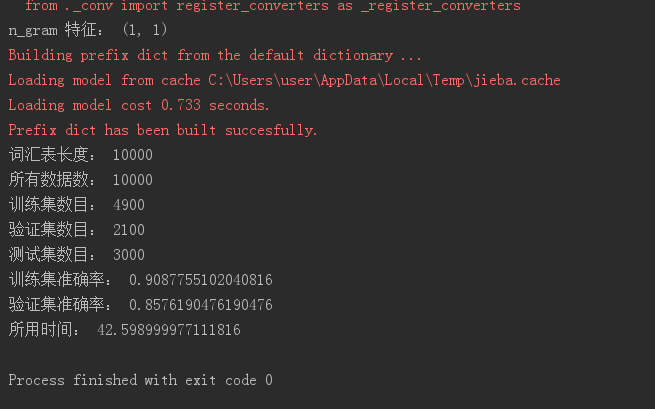 from ._conv import register_converters as _register_converters
n_gram 特征： (1, 1)
Building prefix dict from the default dictionary ...
Loading model from cache C:\Users\user\AppData\Local\Temp\jieba.cache
Loading model cost 0.733 seconds.
Prefix dict has been built succesfully.
词汇表长度： 10000
所有数据数： 10000
训练集数目： 4900
验证集数目： 2100
测试集数目： 3000
训练集准确率： 0.9087755102040816
验证集准确率： 0.8576190476190476
所用时间： 42.598999977111816
Process finished with exit code 0